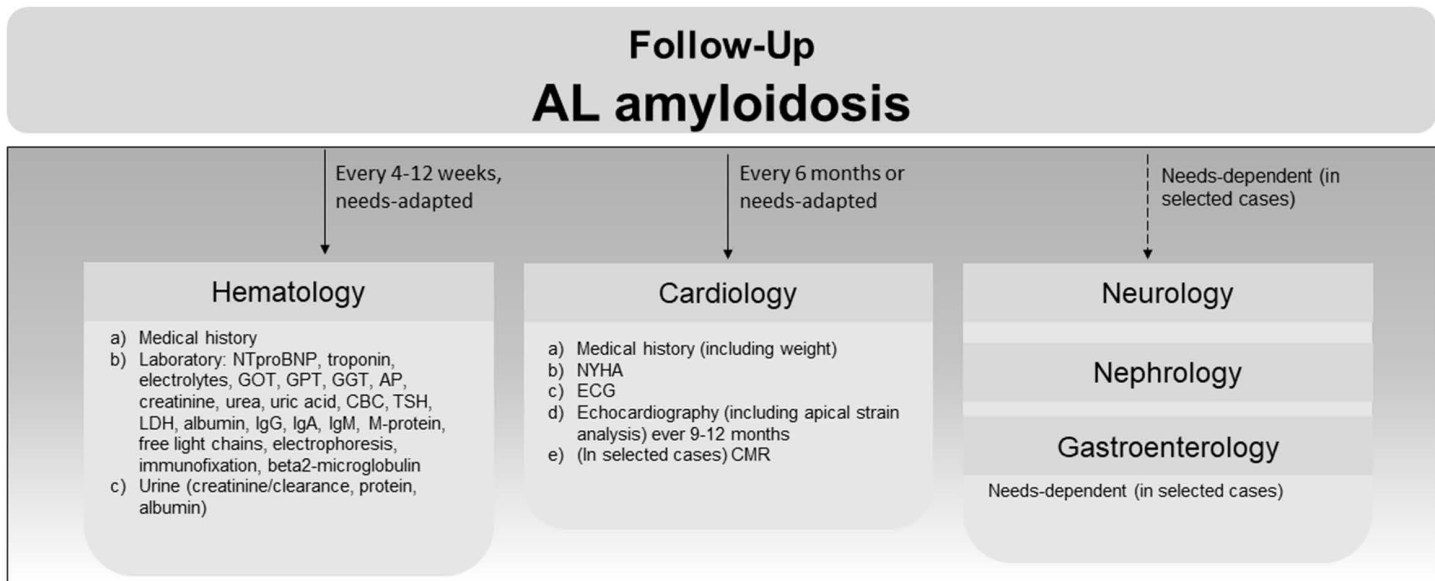 Follow-Up
AL amyloidosis
Every 4-12 weeks,
needs-adapted
Every 6 months or
needs-adapted
Needs-dependent (in
selected cases)
Hematology
a) Medical history
b) Laboratory: NTproBNP, troponin,
electrolytes, GOT, GPT, GGT, AP,
creatinine, urea, uric acid, CBC, TSH,
LDH, albumin, IgG, IgA, IgM, M-protein,
free light chains, electrophoresis,
immunofixation, beta2-microglobulin
c) Urine (creatinine/clearance, protein,
albumin)
Cardiology
a) Medical history (including weight)
b) NYHA
c) ECG
d) Echocardiography (including apical strain
analysis) ever 9-12 months
e) (In selected cases) CMR
Neurology
Nephrology
Gastroenterology
Needs-dependent (in selected cases)